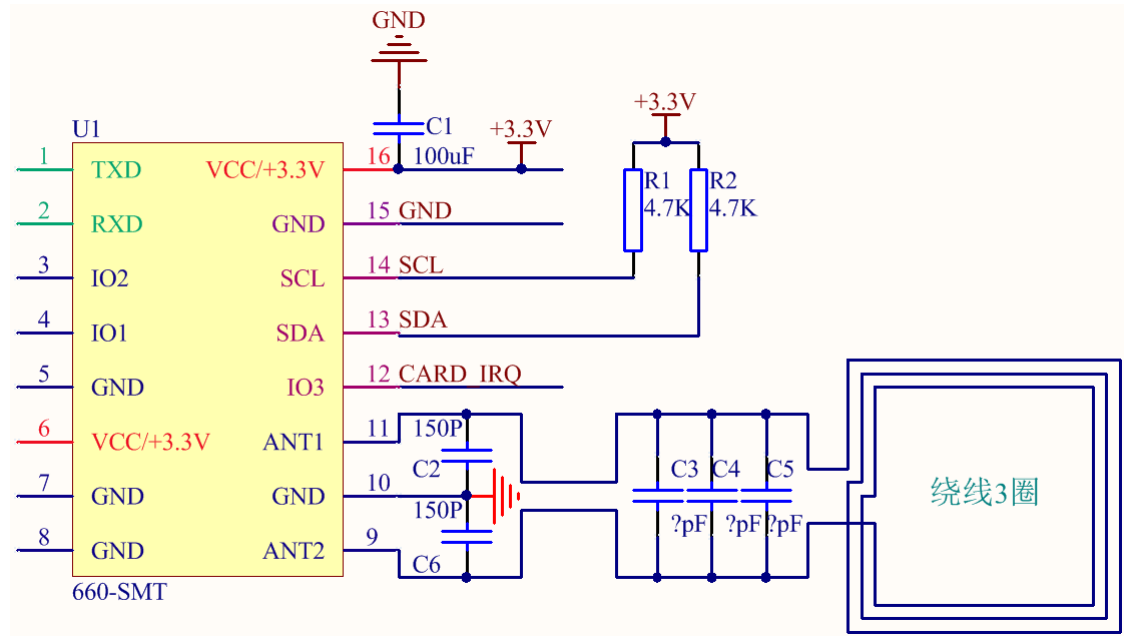 GND
+3.3V
U1
C1
+3.3V
1
TXD
VCC/+3.3V
16
100uF
R1
R2
2
RXD
GND
15
GND
4.7K
4.7K
3
IO2
SCL
14
SCL
4
IO1
SDA
13
SDA
5
GND
IO3
12
CARD_IRQ
6
VCC/+3.3V
ANT1
11
150P
C2
C3
C4
C5
7
GND
GND
10
绕线3圈
150P
?pF
?pF
?pF
8
GND
ANT2
9
C6
660-SMT